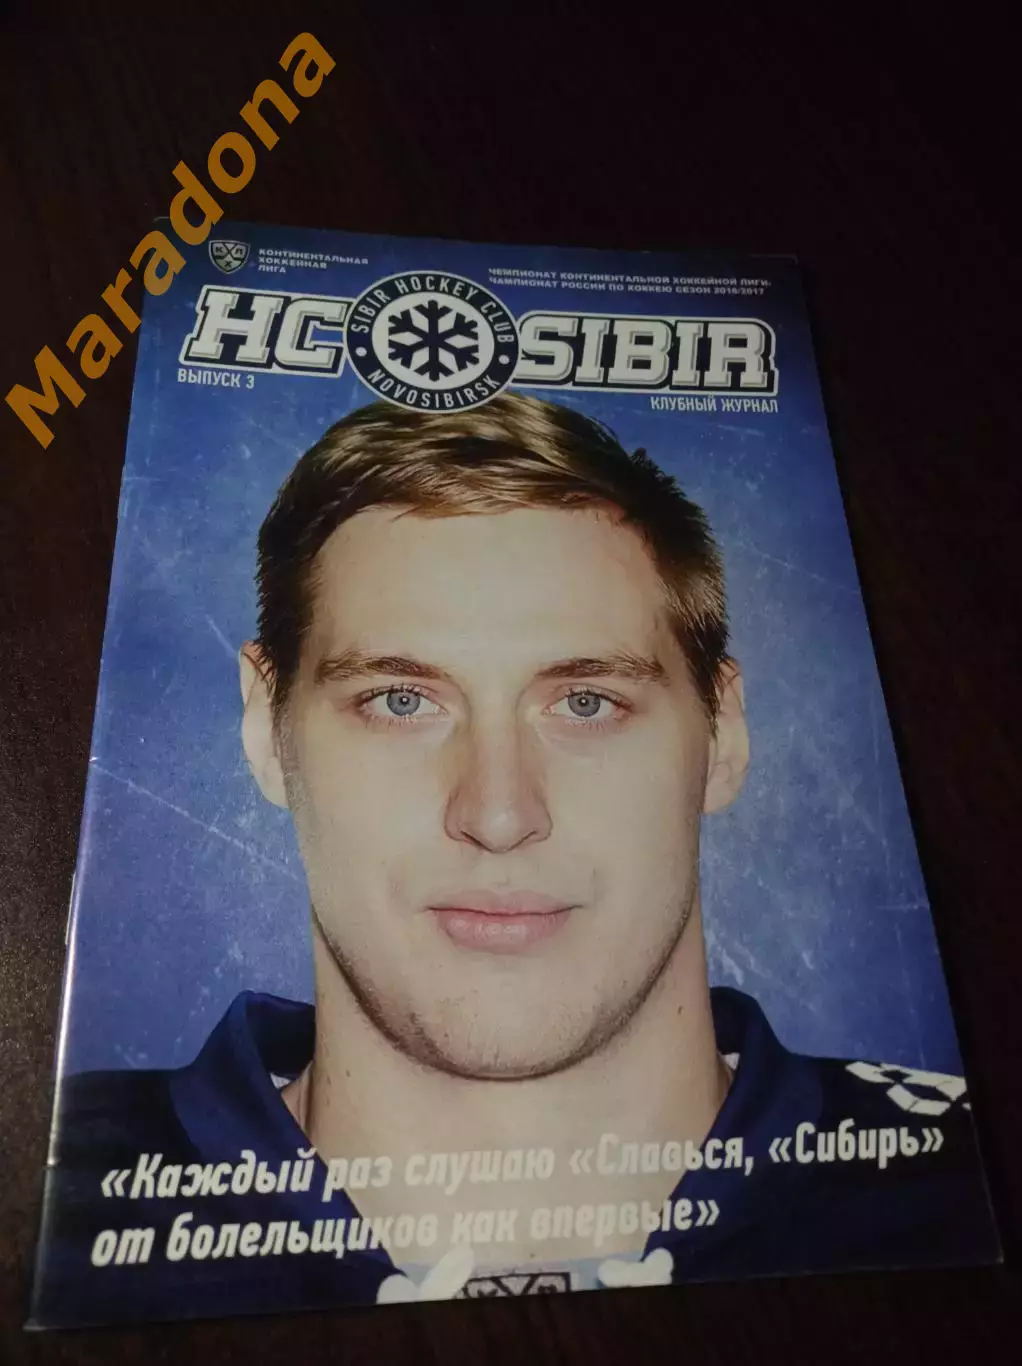 Maradona
КХЛ
КОНТИНЕНТАЛЬНАЯ
ХОККЕЙНАЯ
ЛИГА
ЧЕМПИОНАТ КОНТИНЕНТАЛЬНОЙ ХОККЕЙНОЙ ЛИГИ-
ЧЕМПИОНАТ РОССИИ ПО ХОККЕЮ СЕЗОН 2016/2017
HC SIBIR
SIBIR HOCKEY CLUB
NOVOSIBIRSK
ВЫПУСК 3
КЛУБНЫЙ ЖУРНАЛ
«Каждый раз слушаю «Славься, «Сибирь»
от болельщиков как впервые»